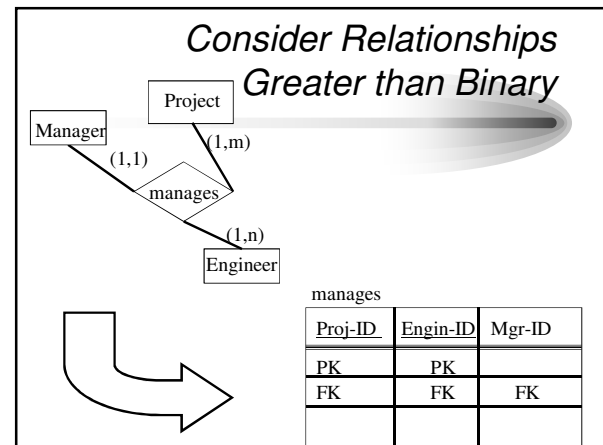 Consider Relationships
Greater than Binary
Project
Manager
(1,1)
(1,m)
manages
(1,n)
Engineer
manages
Proj-ID Engin-ID Mgr-ID
PK PK
FK FK FK